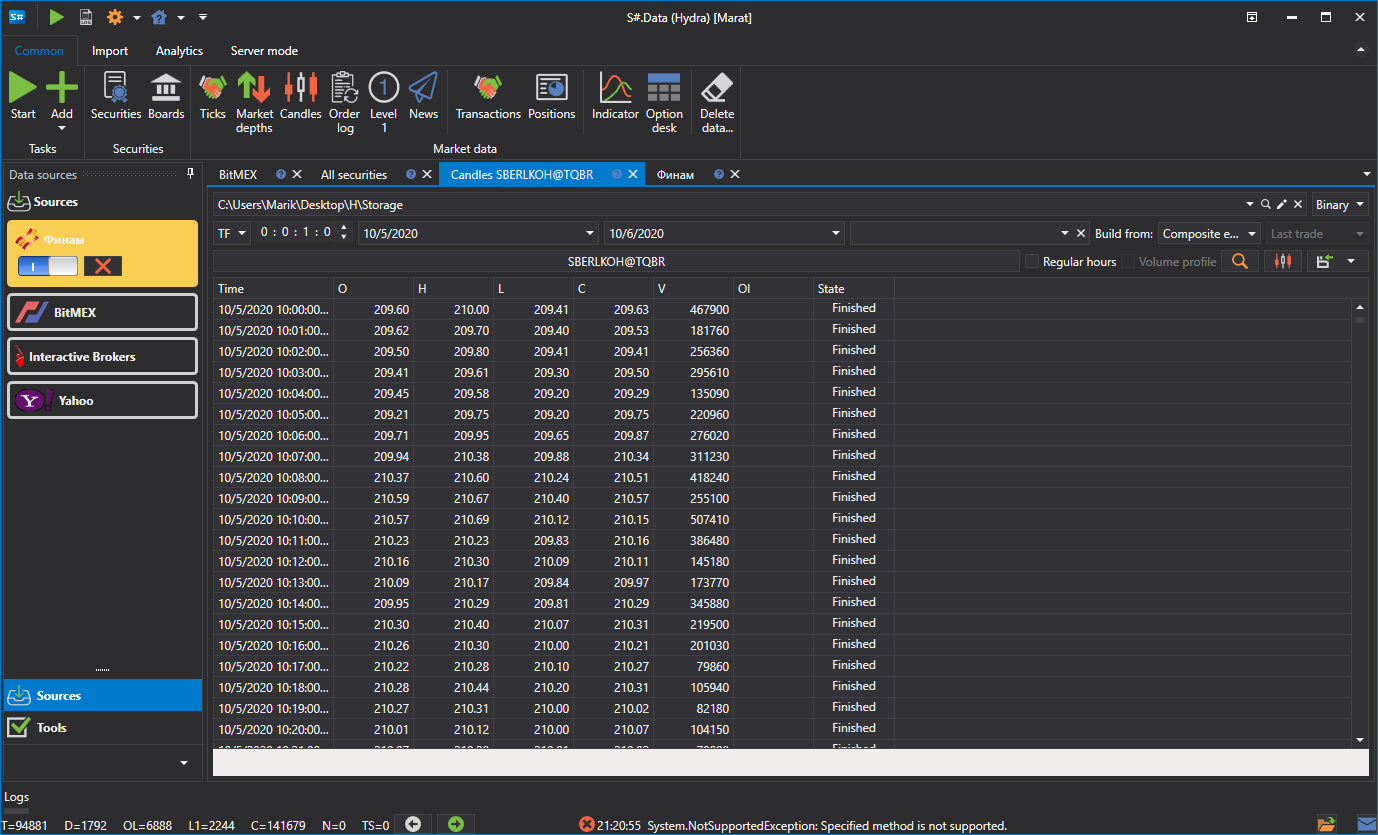 S# LOG S#.Data (Hydra) [Marat]
Common Import Analytics Server mode
Start Add Securities Boards Ticks Market depths Candles Order log Level 1 News Transactions Positions Indicator Option desk Delete data...
Tasks Securities Market data
Data sources BitMEX All securities Candles SBERLKOH@TQBR Финам
Sources C:\Users\Marik\Desktop\H\Storage Binary
TF 0 : 0 : 1 : 0 10/5/2020 10/6/2020 Build from: Composite e... Last trade
Финам
SBERLKOH@TQBR Regular hours Volume profile
BitMEX
Interactive Brokers
Yahoo
Time O H L C V OI State
10/5/2020 10:00:00... 209.60 210.00 209.41 209.63 467900 Finished
10/5/2020 10:01:00... 209.62 209.70 209.40 209.53 181760 Finished
10/5/2020 10:02:00... 209.50 209.80 209.41 209.41 256360 Finished
10/5/2020 10:03:00... 209.41 209.61 209.30 209.50 295610 Finished
10/5/2020 10:04:00... 209.45 209.58 209.20 209.29 135090 Finished
10/5/2020 10:05:00... 209.21 209.75 209.20 209.75 220960 Finished
10/5/2020 10:06:00... 209.71 209.95 209.65 209.87 276020 Finished
10/5/2020 10:07:00... 209.94 210.38 209.88 210.34 311230 Finished
10/5/2020 10:08:00... 210.37 210.60 210.24 210.51 418240 Finished
10/5/2020 10:09:00... 210.59 210.67 210.40 210.57 255100 Finished
10/5/2020 10:10:00... 210.57 210.69 210.12 210.15 507410 Finished
10/5/2020 10:11:00... 210.23 210.23 209.83 210.16 386480 Finished
10/5/2020 10:12:00... 210.16 210.30 210.09 210.11 145180 Finished
10/5/2020 10:13:00... 210.09 210.17 209.84 209.97 173770 Finished
10/5/2020 10:14:00... 209.95 210.29 209.81 210.29 345880 Finished
10/5/2020 10:15:00... 210.30 210.40 210.07 210.31 219500 Finished
10/5/2020 10:16:00... 210.26 210.30 210.00 210.21 201030 Finished
10/5/2020 10:17:00... 210.22 210.28 210.10 210.27 79860 Finished
10/5/2020 10:18:00... 210.28 210.44 210.20 210.31 105940 Finished
10/5/2020 10:19:00... 210.27 210.31 210.00 210.02 82180 Finished
10/5/2020 10:20:00... 210.01 210.12 210.00 210.07 104150 Finished
Sources
Tools
Logs
T=94881 D=1792 OL=6888 L1=2244 C=141679 N=0 TS=0 21:20:55 System.NotSupportedException: Specified method is not supported.